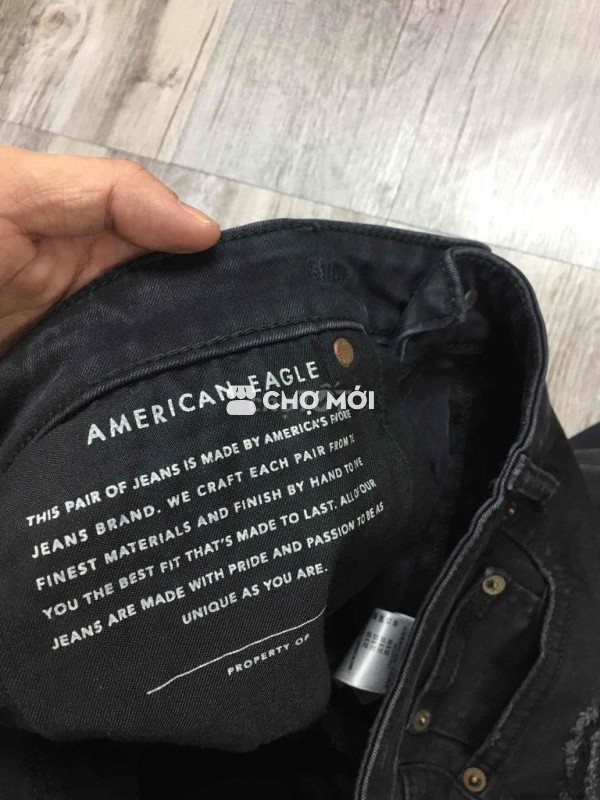 AMERICAN EAGLE
CHỢ MỚI
THIS PAIR OF JEANS IS MADE BY AMERICA'S
JEANS BRAND. WE CRAFT EACH PAIR FROM
FINEST MATERIALS AND FINISH BY HAND TO
YOU THE BEST FIT THAT'S MADE TO LAST. ALL OUR
JEANS ARE MADE WITH PRIDE AND PASSION TO BE AS
UNIQUE AS YOU ARE.
PROPERTY OF